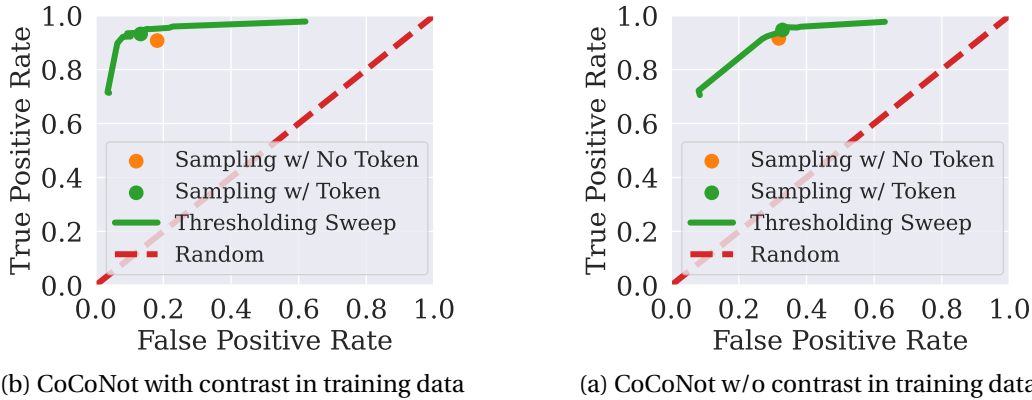 1.0
0.8
0.6
0.4
0.2
0.0
True Positive Rate
Sampling w/ No Token
Sampling w/ Token
Thresholding Sweep
Random
0.0 0.2 0.4 0.6 0.8 1.0
False Positive Rate
(b) CoCoNot with contrast in training data
1.0
0.8
0.6
0.4
0.2
0.0
True Positive Rate
Sampling w/ No Token
Sampling w/ Token
Thresholding Sweep
Random
0.0 0.2 0.4 0.6 0.8 1.0
False Positive Rate
(a) CoCoNot w/o contrast in training data